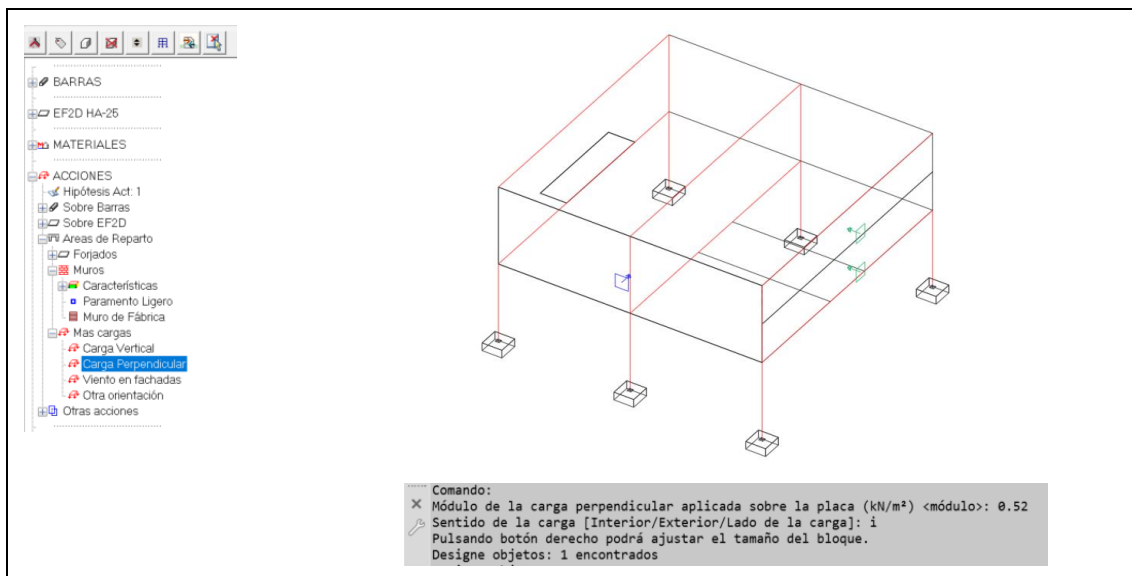 BARRAS
EF2D HA-25
MATERIALES
ACCIONES
Hipótesis Act: 1
Sobre Barras
Sobre EF2D
Areas de Reparto
Forjados
Muros
Características
Paramento Ligero
Muro de Fábrica
Mas cargas
Carga Vertical
Carga Perpendicular
Viento en fachadas
Otra orientación
Otras acciones
Comando:
Módulo de la carga perpendicular aplicada sobre la placa (kN/m²) <módulo>: 0.52
Sentido de la carga [Interior/Exterior/Lado de la carga]: i
Pulsando botón derecho podrá ajustar el tamaño del bloque.
Designe objetos: 1 encontrados